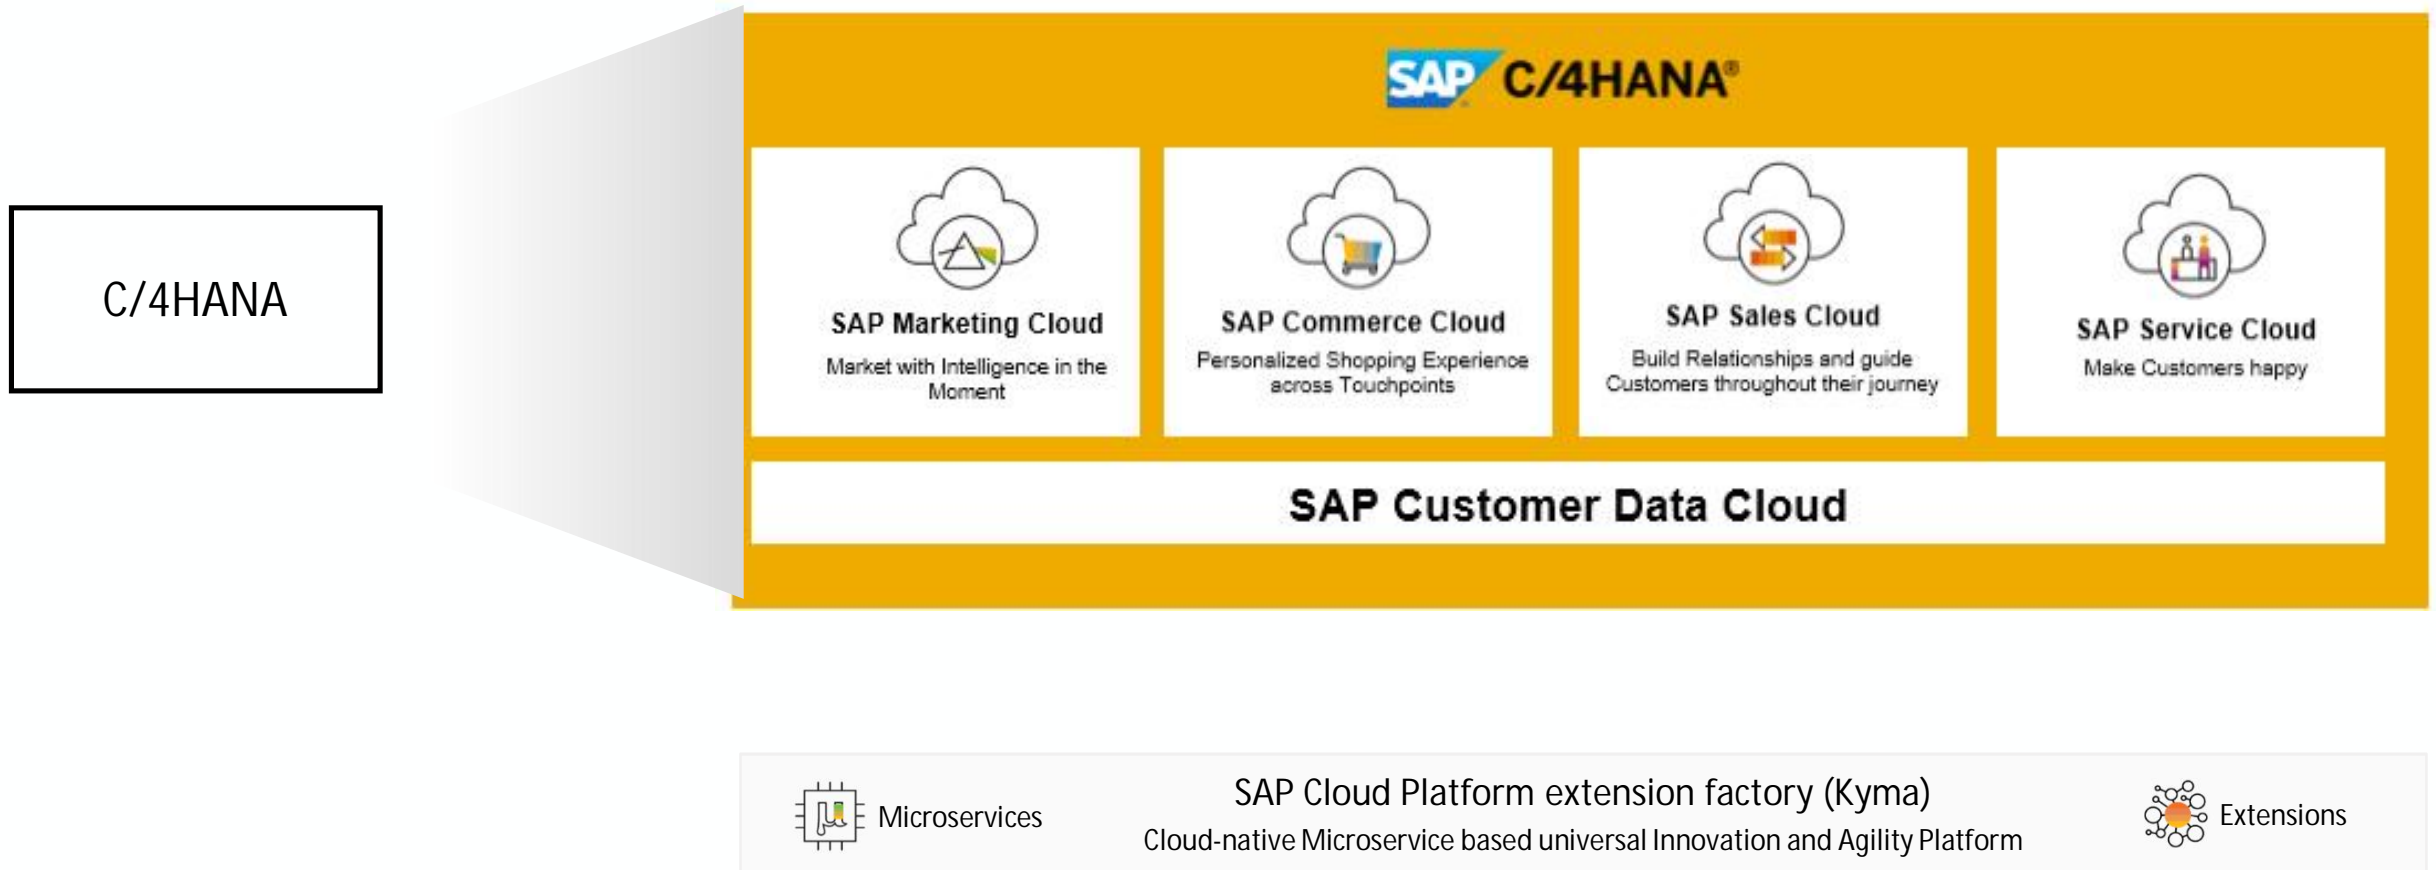 C/4HANA
SAP C/4HANA®
SAP Marketing Cloud
Market with Intelligence in the
Moment
SAP Commerce Cloud
Personalized Shopping Experience
across Touchpoints
SAP Sales Cloud
Build Relationships and guide
Customers throughout their journey
SAP Service Cloud
Make Customers happy
SAP Customer Data Cloud
µ Microservices
SAP Cloud Platform extension factory (Kyma)
Cloud-native Microservice based universal Innovation and Agility Platform
Extensions